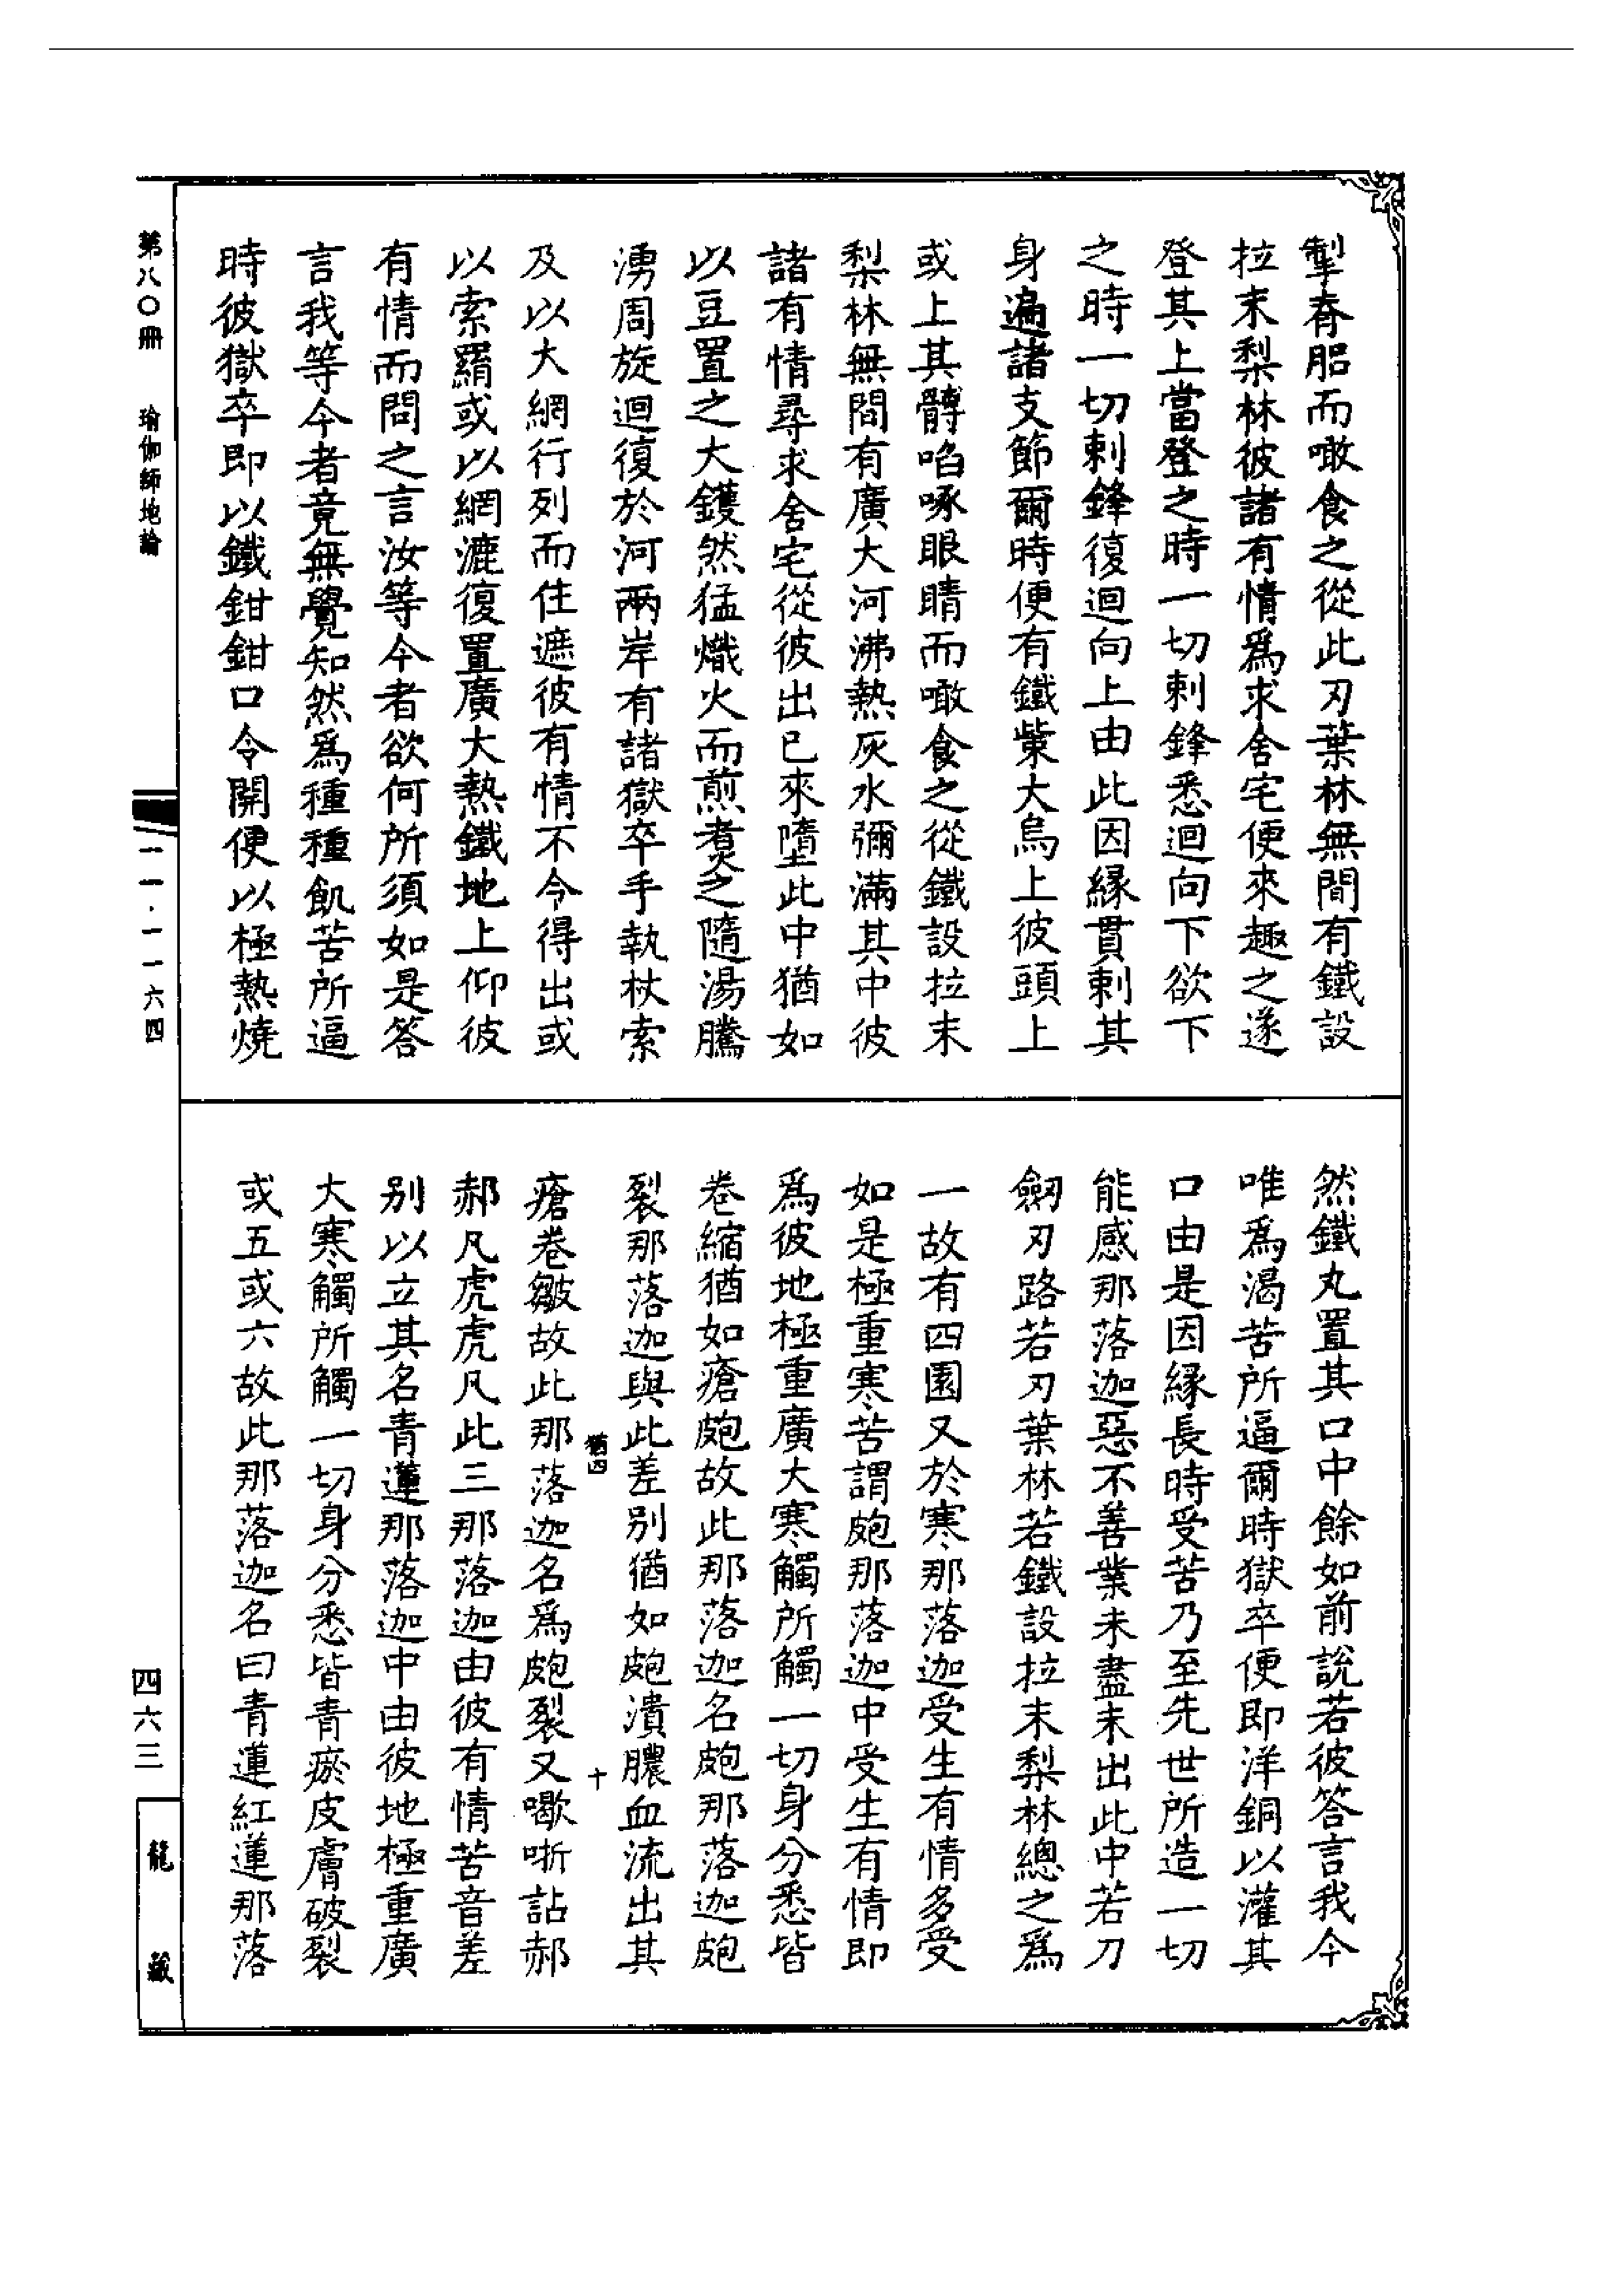 掣脊䏰而噉食之從此刃葉林無間有鐵設
拉末梨林彼諸有情爲求舍宅便來趣之遂
登其上當登之時一切刺鋒悉迴向下欲下
之時一切刺鋒復迴向上由此因緣貫刺其
身遍諸支節爾時便有鐵㭰大烏上彼頭上
或上其髆啗啄眼睛而噉食之從鐵設拉末
梨林無間有廣大河沸熱灰水彌滿其中彼
諸有情尋求舍宅從彼出已來墮此中猶如
以豆置之大鑊然猛熾火而煎煑之隨湯騰
湧周旋迴復於河兩岸有諸獄卒手執杖索
及以大網行列而住遮彼有情不令得出或
以索羂或以網漉復置廣大熱鐵地上仰彼
有情而問之言汝等今者欲何所須如是答
言我等今者竟無覺知然爲種種飢苦所逼
時彼獄卒即以鐵鉗鉗口令開便以極熱燒
然鐵丸置其口中餘如前說若彼答言我今
唯爲渴苦所逼爾時獄卒便即洋銅以灌其
口由是因緣長時受苦乃至先世所造一切
能感那落迦惡不善業未盡未出此中若刀
劒刃路若刃葉林若鐵設拉末梨林總之爲
一故有四園又於寒那落迦受生有情多受
如是極重寒苦謂皰那落迦中受生有情即
爲彼地極重廣大寒觸所觸一切身分悉皆
卷縮猶如瘡皰故此那落迦名皰那落迦皰
裂那落迦與此差別猶如皰潰膿血流出其
瘡卷皺故此那落迦名爲皰裂又㗿哳詀郝
郝凡虎虎凡此三那落迦由彼有情苦音差
別以立其名青蓮那落迦中由彼地極重廣
大寒觸所觸一切身分悉皆青瘀皮膚破裂
或五或六故此那落迦名曰青蓮紅蓮那落
猶四
十
第八〇冊 瑜伽師地論
一一·一一六四
四六三
龍藏